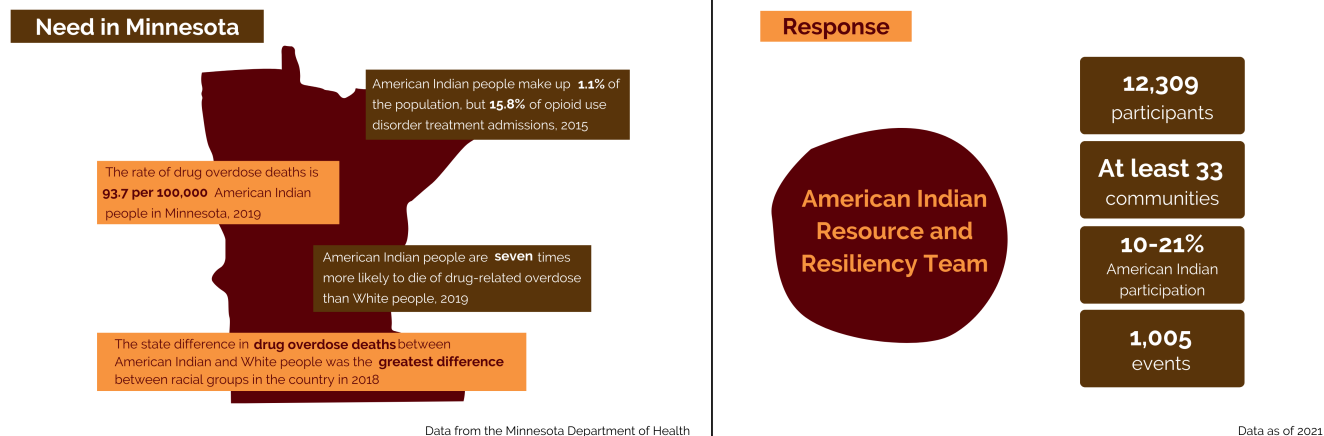 Need in Minnesota
American Indian people make up 1.1% of
the population, but 15.8% of opioid use
disorder treatment admissions, 2015
The rate of drug overdose deaths is
93.7 per 100,000 American Indian
people in Minnesota, 2019
American Indian people are seven times
more likely to die of drug-related overdose
than White people, 2019
The state difference in drug overdose deaths between
American Indian and White people was the greatest difference
between racial groups in the country in 2018
Data from the Minnesota Department of Health
Response
American Indian
Resource and
Resiliency Team
12,309
participants
At least 33
communities
10-21%
American Indian
participation
1,005
events
Data as of 2021